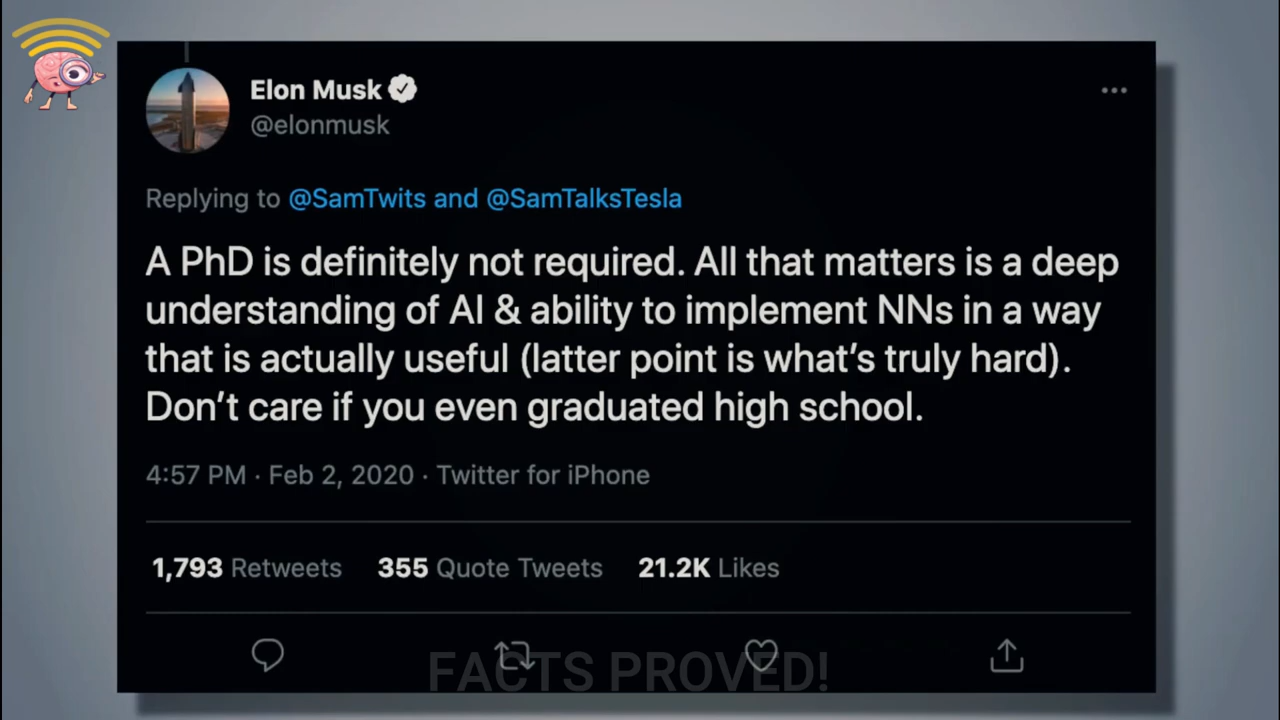 Elon Musk
@elonmusk
Replying to @SamTwits and @SamTalksTesla
A PhD is definitely not required. All that matters is a deep
understanding of AI & ability to implement NNs in a way
that is actually useful (latter point is what’s truly hard).
Don’t care if you even graduated high school.
4:57 PM · Feb 2, 2020 · Twitter for iPhone
1,793 Retweets 355 Quote Tweets 21.2K Likes
FACTS PROVED!